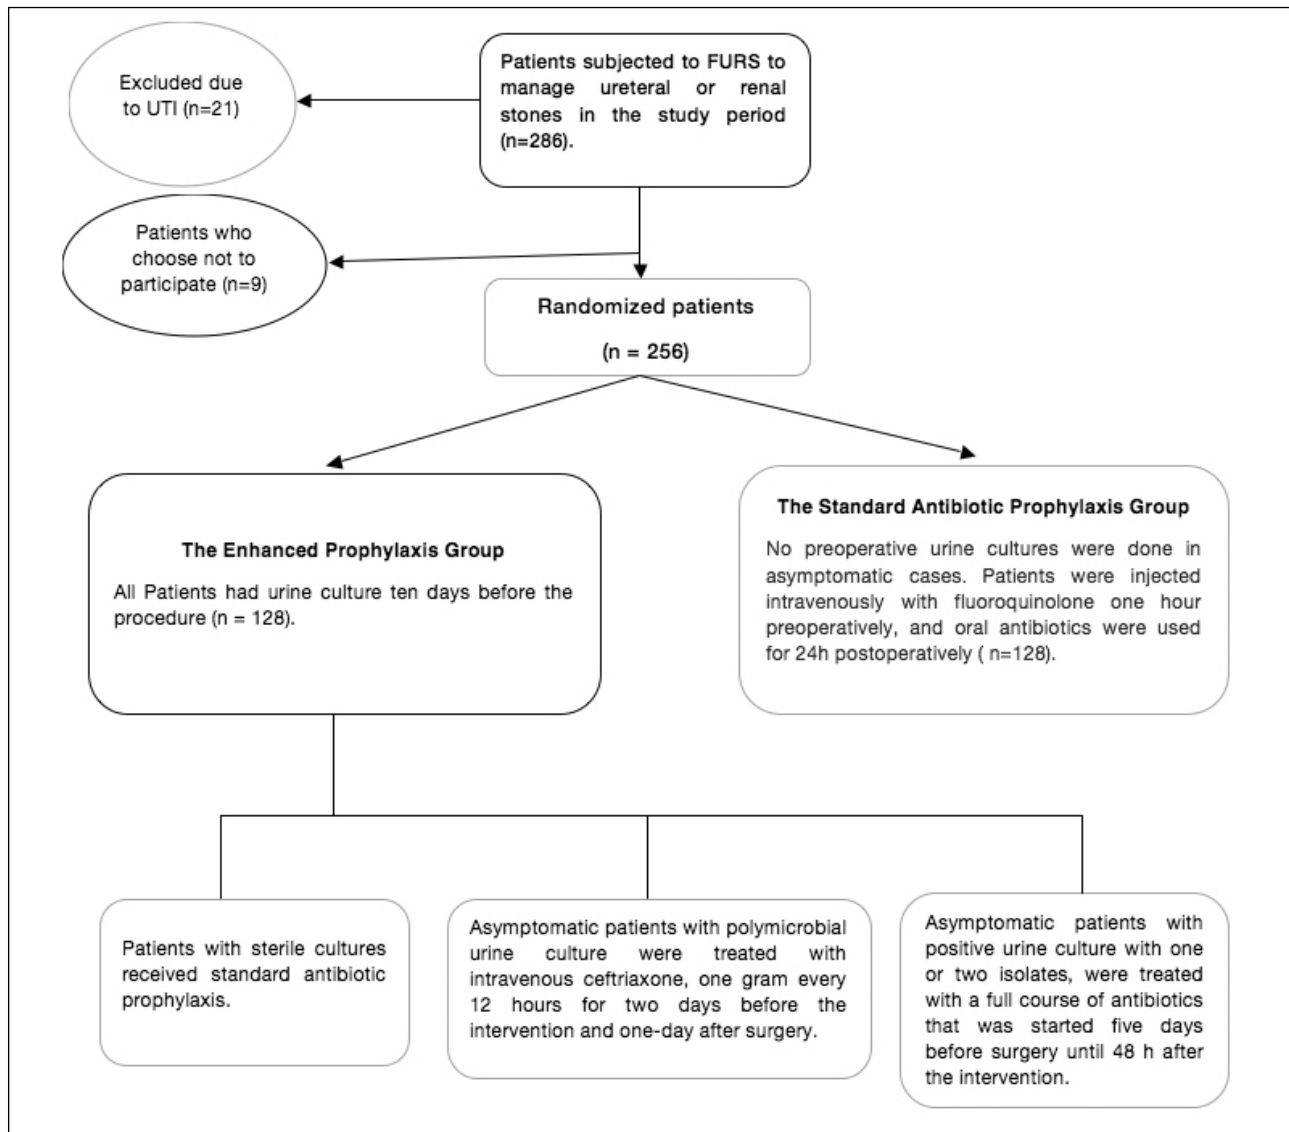 Patients subjected to FURS to
manage ureteral or renal
stones in the study period
(n=286).
Excluded due
to UTI (n=21)
Patients who
choose not to
participate (n=9)
Randomized patients
(n = 256)
The Enhanced Prophylaxis Group
All Patients had urine culture ten days before the
procedure (n = 128).
The Standard Antibiotic Prophylaxis Group
No preoperative urine cultures were done in
asymptomatic cases. Patients were injected
intravenously with fluoroquinolone one hour
preoperatively, and oral antibiotics were used
for 24h postoperatively ( n=128).
Patients with sterile cultures
received standard antibiotic
prophylaxis.
Asymptomatic patients with polymicrobial
urine culture were treated with
intravenous ceftriaxone, one gram every
12 hours for two days before the
intervention and one-day after surgery.
Asymptomatic patients with
positive urine culture with one
or two isolates, were treated
with a full course of antibiotics
that was started five days
before surgery until 48 h after
the intervention.